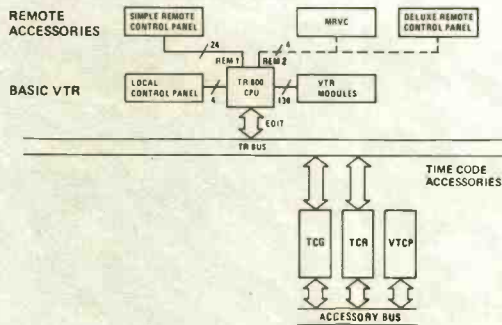 REMOTE
ACCESSORIES
SIMPLE REMOTE
CONTROL PANEL
MRVC
DELUXE REMOTE
CONTROL PANEL
24
4
REM 1
REM 2
BASIC VTR
LOCAL
CONTROL PANEL
TR 800
CPU
VTR
MODULES
4
130
EDIT
TR BUS
TIME CODE
ACCESSORIES
TCG
TCR
VTCP
ACCESSORY BUS